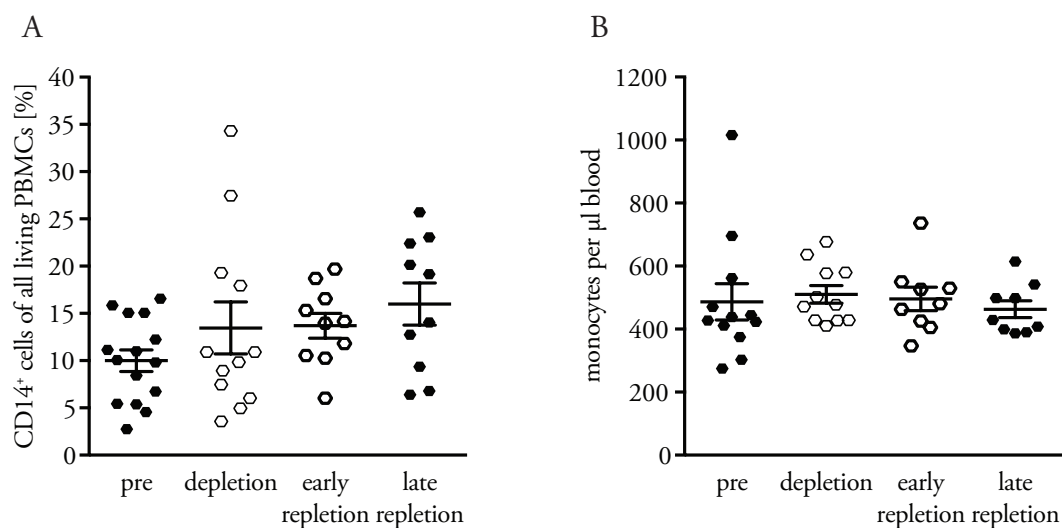 A
CD14⁺ cells of all living PBMCs [%]
40
35
30
25
20
15
10
5
0
pre
depletion
early
repletion
late
repletion
B
monocytes per µl blood
1200
1000
800
600
400
200
0
pre
depletion
early
repletion
late
repletion